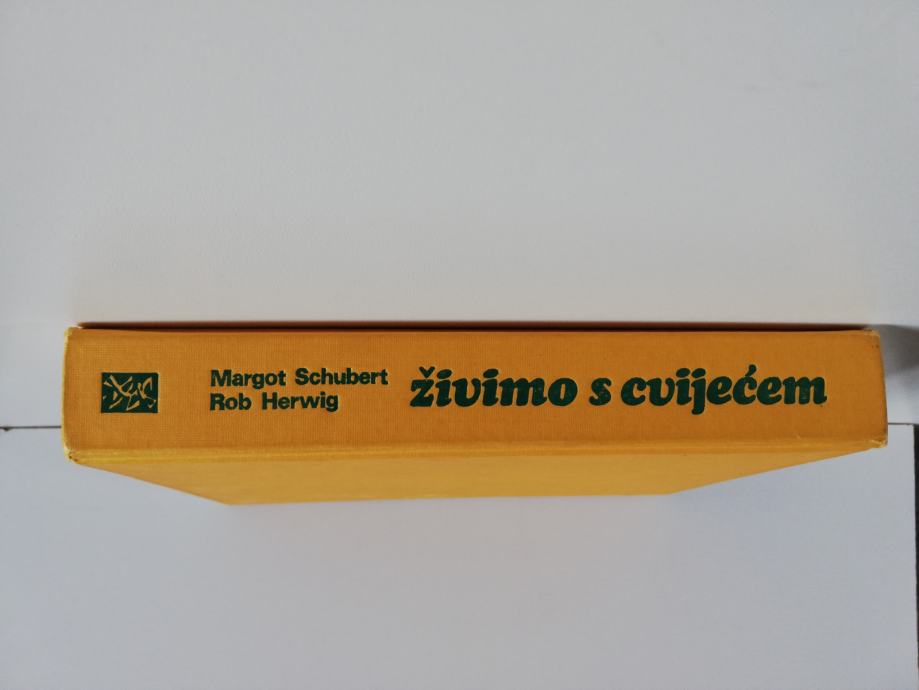 Margot Schubert
Rob Herwig
živimo s cvijećem